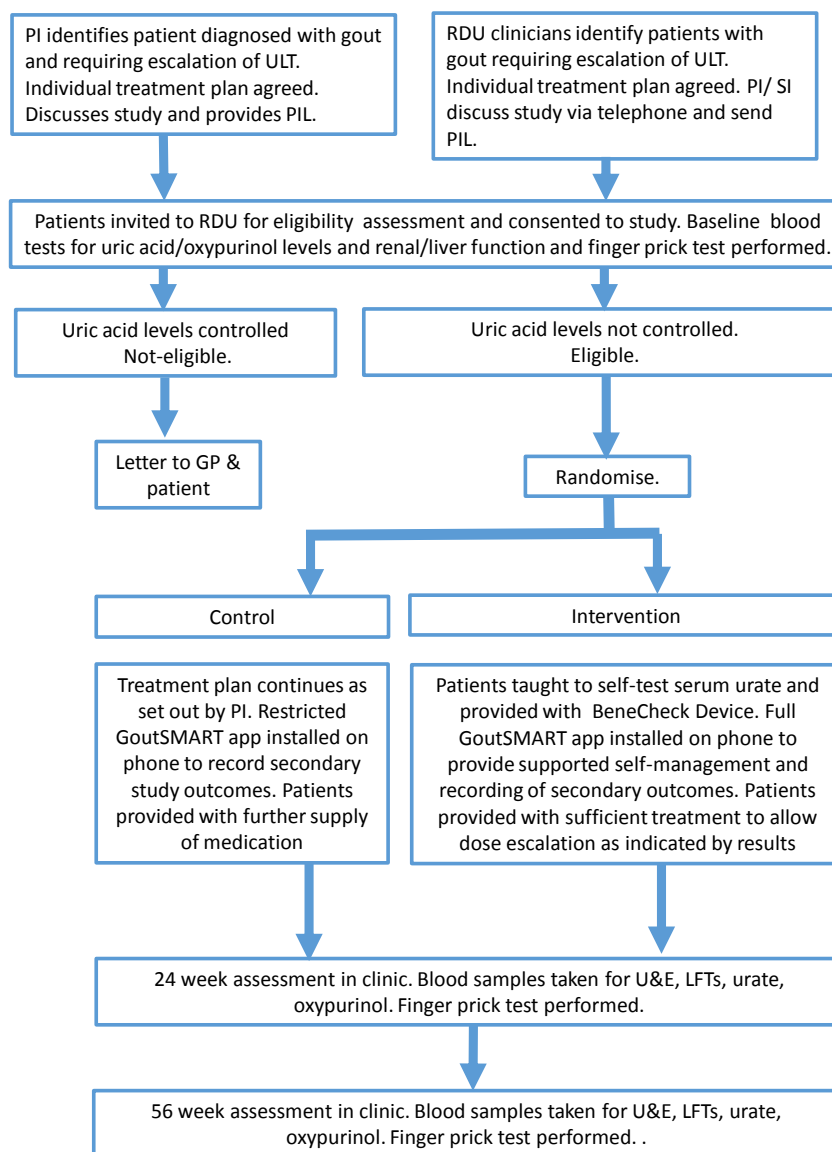 PI identifies patient diagnosed with gout
and requiring escalation of ULT.
Individual treatment plan agreed.
Discusses study and provides PIL.
RDU clinicians identify patients with
gout requiring escalation of ULT.
Individual treatment plan agreed. PI/ SI
discuss study via telephone and send
PIL.
Patients invited to RDU for eligibility assessment and consented to study. Baseline blood
tests for uric acid/oxypurinol levels and renal/liver function and finger prick test performed.
Uric acid levels controlled
Not-eligible.
Uric acid levels not controlled.
Eligible.
Letter to GP &
patient
Randomise.
Control
Intervention
Treatment plan continues as
set out by PI. Restricted
GoutSMART app installed on
phone to record secondary
study outcomes. Patients
provided with further supply
of medication
Patients taught to self-test serum urate and
provided with BeneCheck Device. Full
GoutSMART app installed on phone to
provide supported self-management and
recording of secondary outcomes. Patients
provided with sufficient treatment to allow
dose escalation as indicated by results
24 week assessment in clinic. Blood samples taken for U&E, LFTs, urate,
oxypurinol. Finger prick test performed.
56 week assessment in clinic. Blood samples taken for U&E, LFTs, urate,
oxypurinol. Finger prick test performed. .